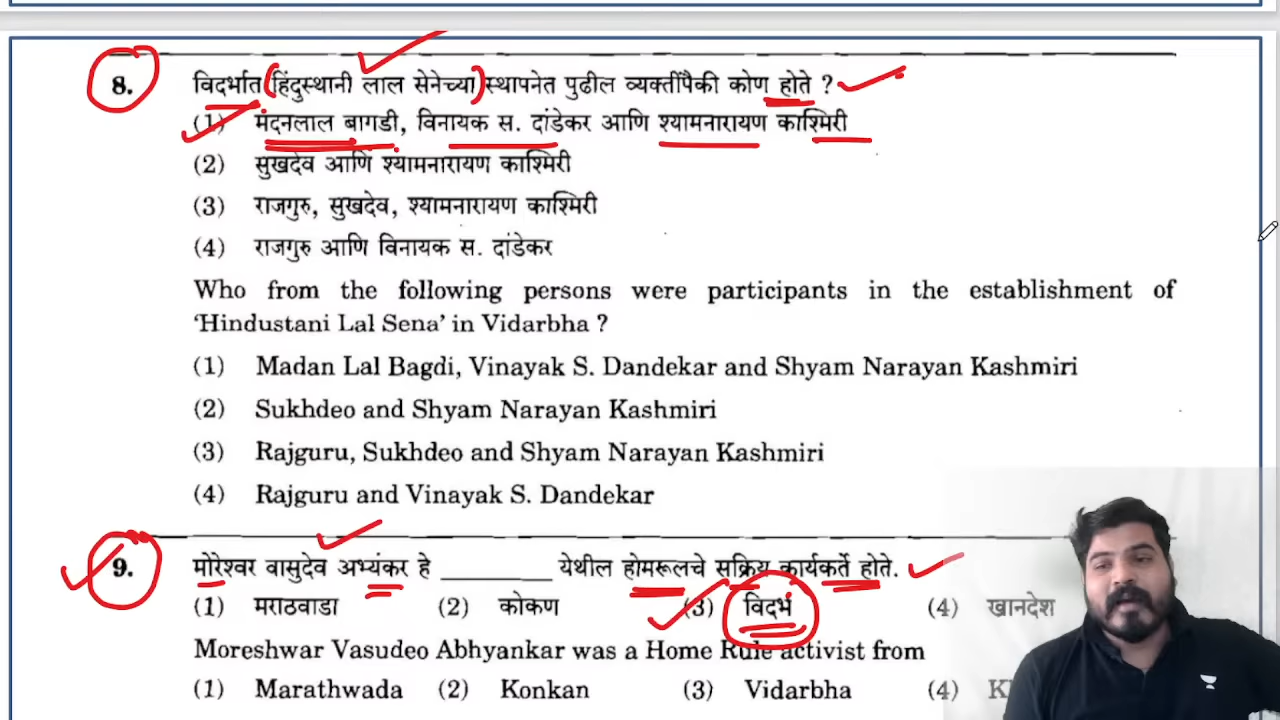 8.
विदर्भात (हिंदुस्थानी लाल सेनेच्या) स्थापनेत पुढील व्यक्तींपैकी कोण होते ?
(1) मदनलाल बागडी, विनायक स. दांडेकर आणि श्यामनारायण काश्मिरी
(2) सुखदेव आणि श्यामनारायण काश्मिरी
(3) राजगुरु, सुखदेव, श्यामनारायण काश्मिरी
(4) राजगुरु आणि विनायक स. दांडेकर
Who from the following persons were participants in the establishment of
'Hindustani Lal Sena' in Vidarbha ?
(1) Madan Lal Bagdi, Vinayak S. Dandekar and Shyam Narayan Kashmiri
(2) Sukhdeo and Shyam Narayan Kashmiri
(3) Rajguru, Sukhdeo and Shyam Narayan Kashmiri
(4) Rajguru and Vinayak S. Dandekar
9. मोरेश्वर वासुदेव अभ्यंकर हे ________ येथील होमरूलचे सक्रिय कार्यकर्ते होते.
(1) मराठवाडा (2) कोकण (3) विदर्भ (4) खानदेश
Moreshwar Vasudeo Abhyankar was a Home Rule activist from
(1) Marathwada (2) Konkan (3) Vidarbha (4)